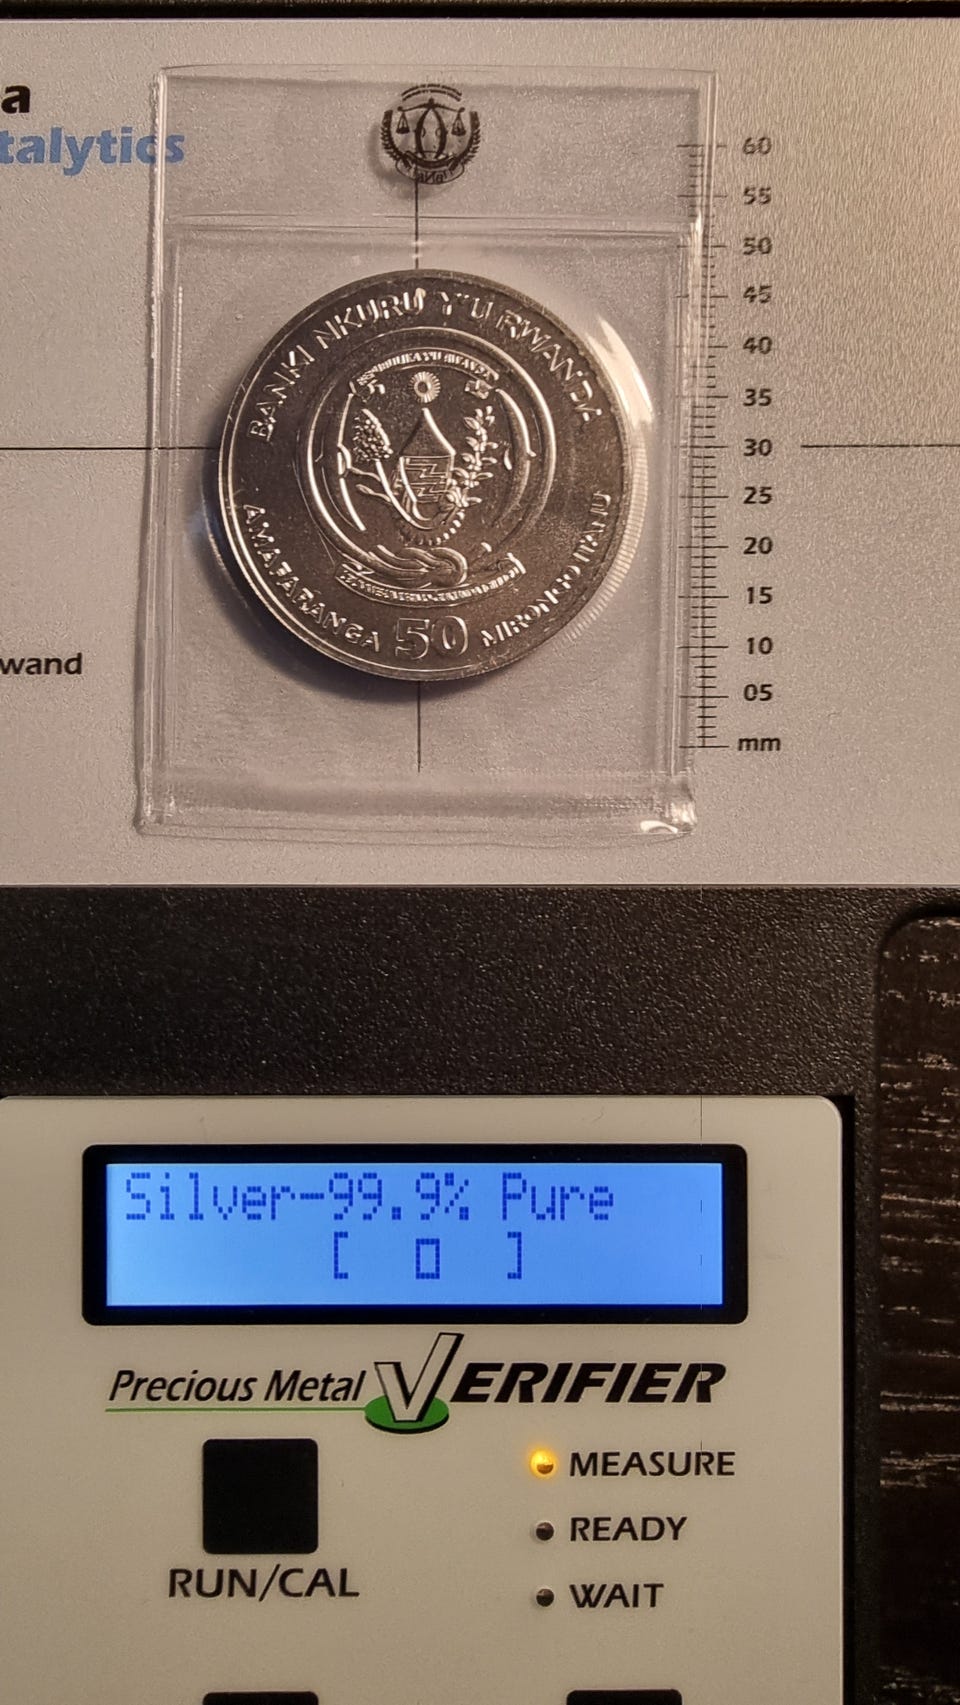 a
talytics
60
55
50
45
40
35
30
25
20
15
10
05
mm
BANKI NKURU Y'U RWANDA
AMAFARANGA 50 MIRONGO ITANU
wand
Silver-99.9% Pure
[ ▯ ]
Precious Metal VERIFIER
MEASURE
READY
WAIT
RUN/CAL